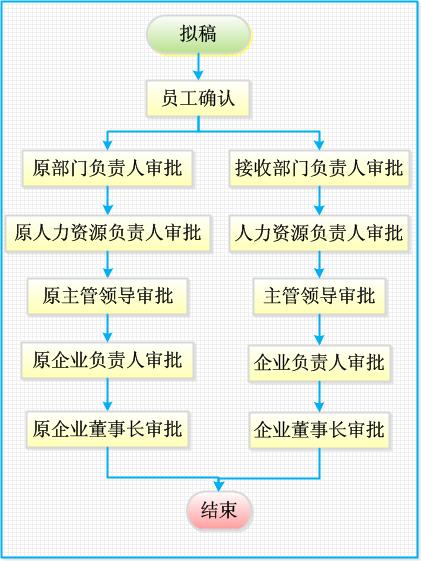 拟稿
员工确认
原部门负责人审批
接收部门负责人审批
原人力资源负责人审批
人力资源负责人审批
原主管领导审批
主管领导审批
原企业负责人审批
企业负责人审批
原企业董事长审批
企业董事长审批
结束